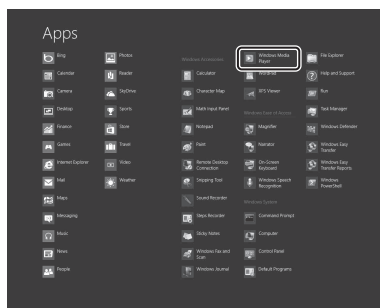 Apps
Bing
Calendar
Camera
Desktop
Finance
Games
Internet Explorer
Mail
Maps
Messaging
Music
News
People
Photos
Reader
SkyDrive
Sports
Store
Travel
Video
Weather
Windows Accessories
Calculator
Character Map
Math Input Panel
Notepad
Paint
Remote Desktop
Connection
Snipping Tool
Sound Recorder
Steps Recorder
Sticky Notes
Windows Fax and
Scan
Windows Journal
Windows Media
Player
WordPad
XPS Viewer
Windows Ease of Access
Magnifier
Narrator
On-Screen
Keyboard
Windows Speech
Recognition
Windows System
Command Prompt
Computer
Control Panel
Default Programs
File Explorer
Help and Support
Run
Task Manager
Windows Defender
Windows Easy
Transfer
Windows Easy
Transfer Reports
Windows
PowerShell